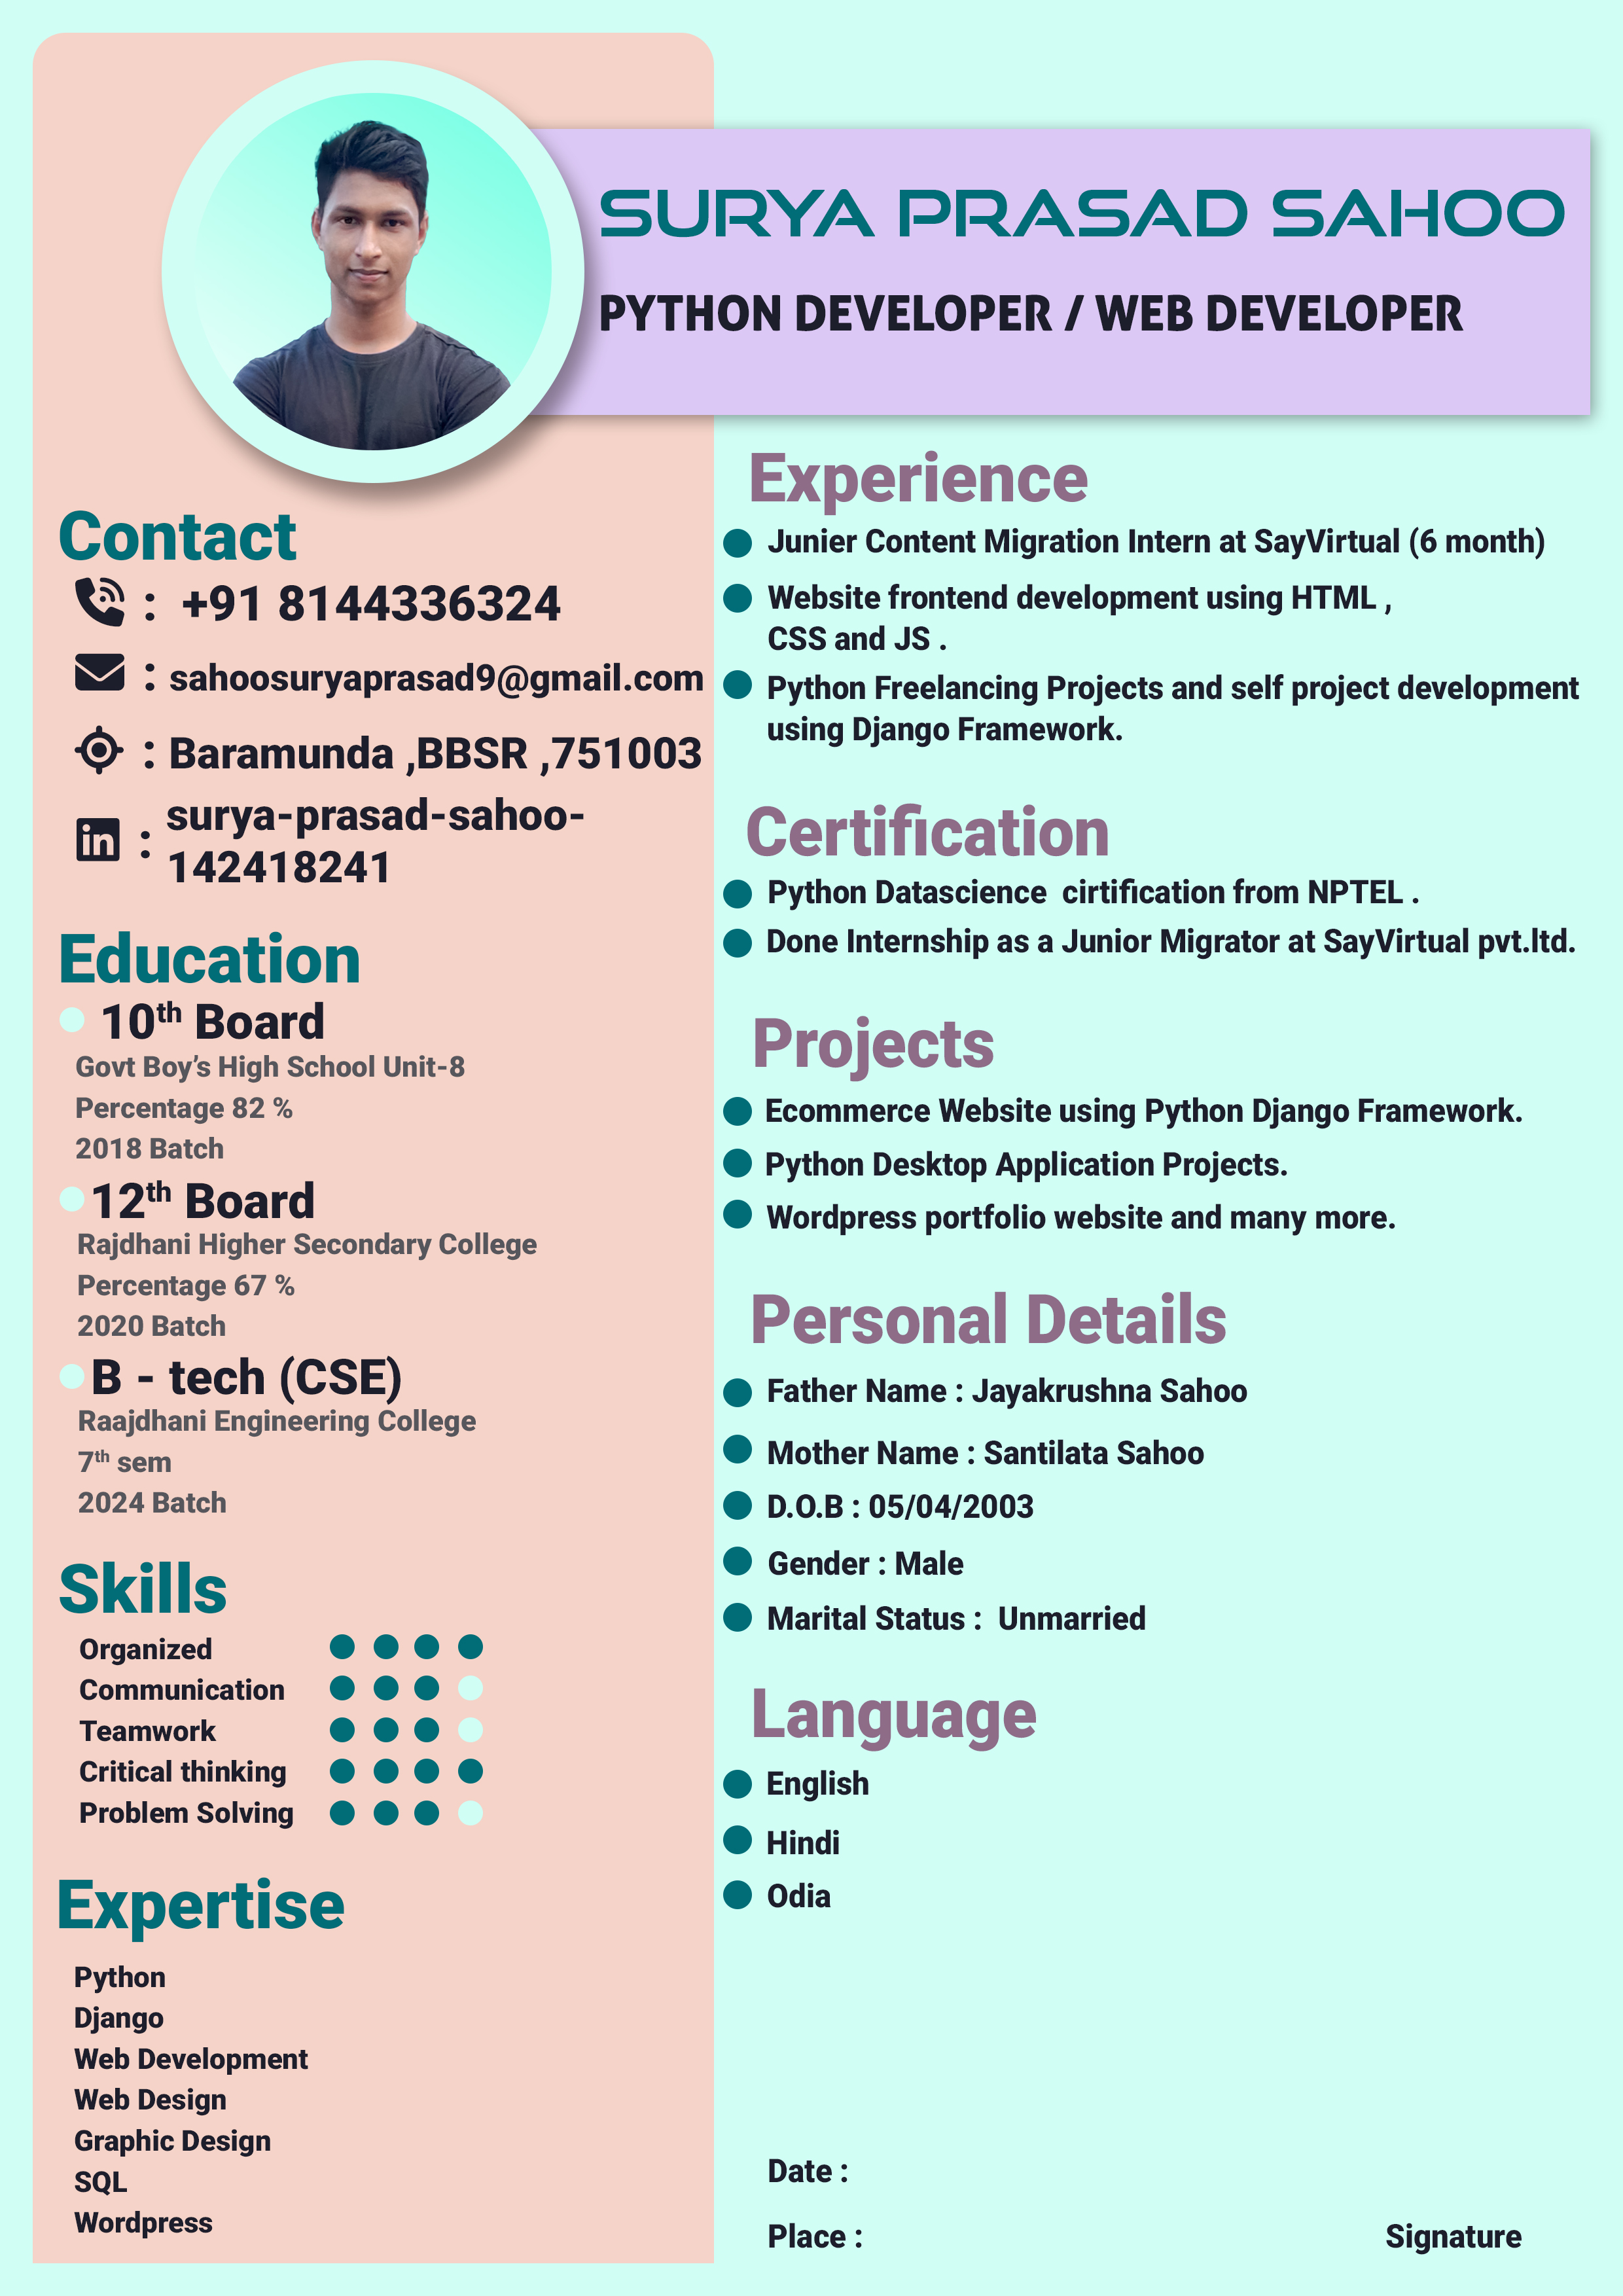 SURYA PRASAD SAHOO
PYTHON DEVELOPER / WEB DEVELOPER
Contact
: +91 8144336324
: sahoosuryaprasad9@gmail.com
: Baramunda ,BBSR ,751003
: surya-prasad-sahoo-
142418241
Education
10th Board
Govt Boy's High School Unit-8
Percentage 82 %
2018 Batch
12th Board
Rajdhani Higher Secondary College
Percentage 67 %
2020 Batch
B - tech (CSE)
Raajdhani Engineering College
7th sem
2024 Batch
Skills
Organized
Communication
Teamwork
Critical thinking
Problem Solving
Expertise
Python
Django
Web Development
Web Design
Graphic Design
SQL
Wordpress
Experience
Junier Content Migration Intern at SayVirtual (6 month)
Website frontend development using HTML ,
CSS and JS .
Python Freelancing Projects and self project development
using Django Framework.
Certification
Python Datascience  cirtification from NPTEL .
Done Internship as a Junior Migrator at SayVirtual pvt.ltd.
Projects
Ecommerce Website using Python Django Framework.
Python Desktop Application Projects.
Wordpress portfolio website and many more.
Personal Details
Father Name : Jayakrushna Sahoo
Mother Name : Santilata Sahoo
D.O.B : 05/04/2003
Gender : Male
Marital Status :  Unmarried
Language
English
Hindi
Odia
Date :
Place :
Signature